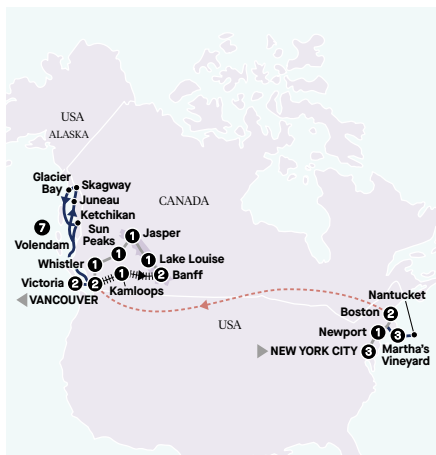 USA
ALASKA
Glacier
Bay
Skagway
Juneau
CANADA
Ketchikan
7
Volendam
Sun
Peaks
1
Jasper
1
Whistler
1
1
Lake Louise
Victoria
2
2
1
2
Banff
Kamloops
VANCOUVER
USA
Nantucket
Boston
2
Newport
1
3
Martha's
Vineyard
NEW YORK CITY
3